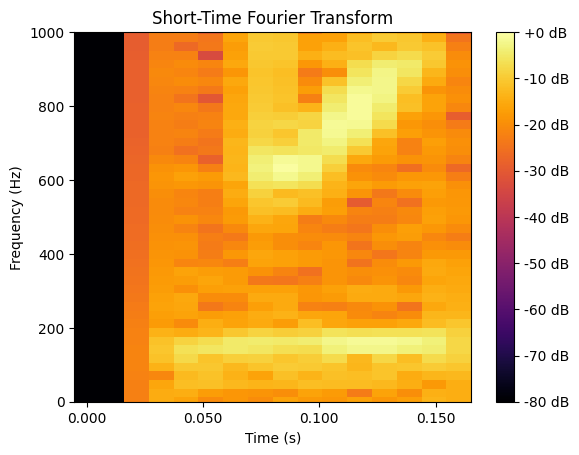 Short-Time Fourier Transform
1000
800
600
400
200
0
Frequency (Hz)
0.000
0.050
0.100
0.150
Time (s)
+0 dB
-10 dB
-20 dB
-30 dB
-40 dB
-50 dB
-60 dB
-70 dB
-80 dB